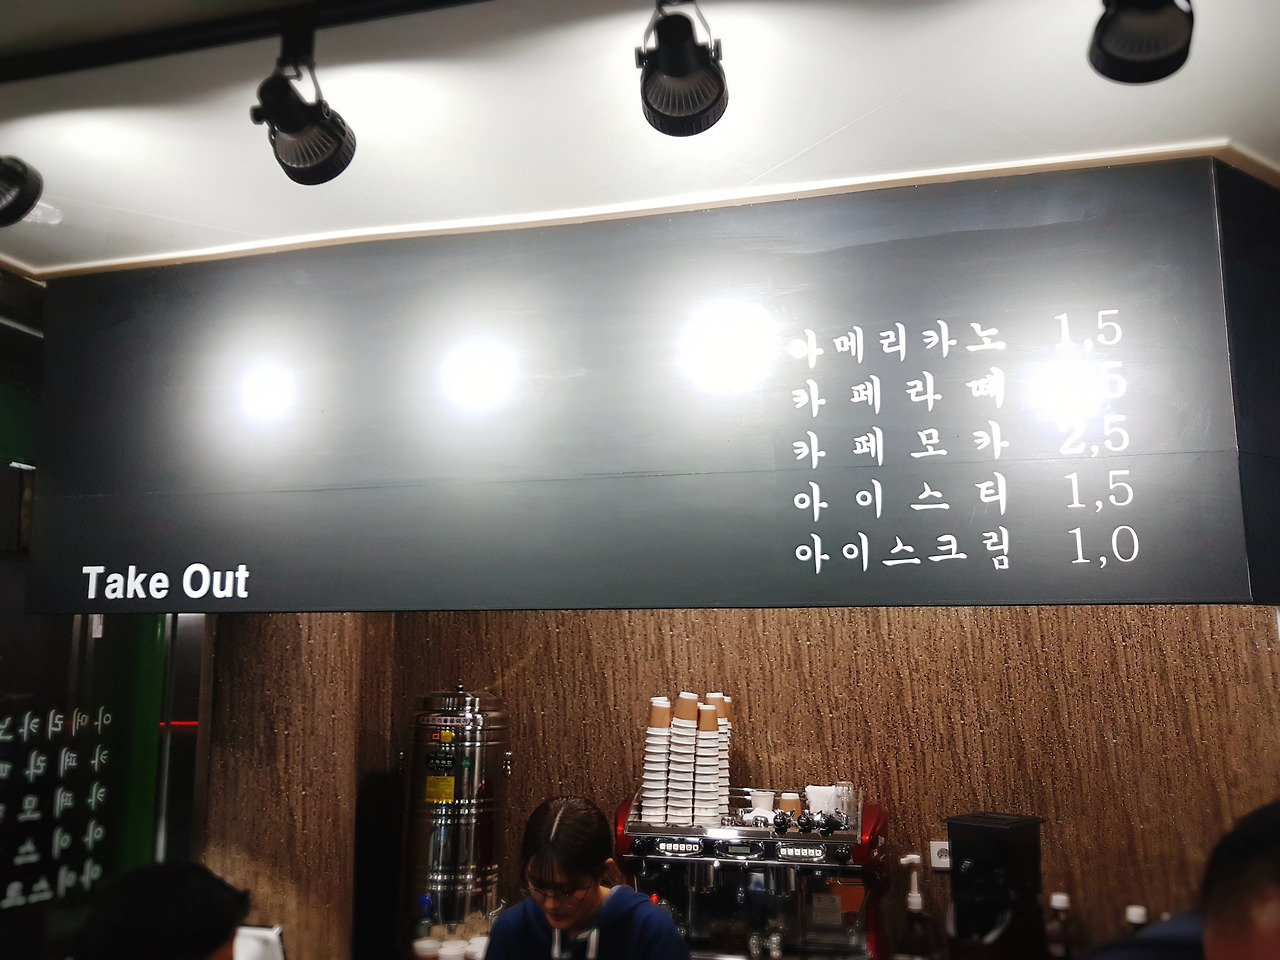 아메리카노 1,5
카페라떼
카페모카 2,5
아이스티 1,5
아이스크림 1,0
Take Out